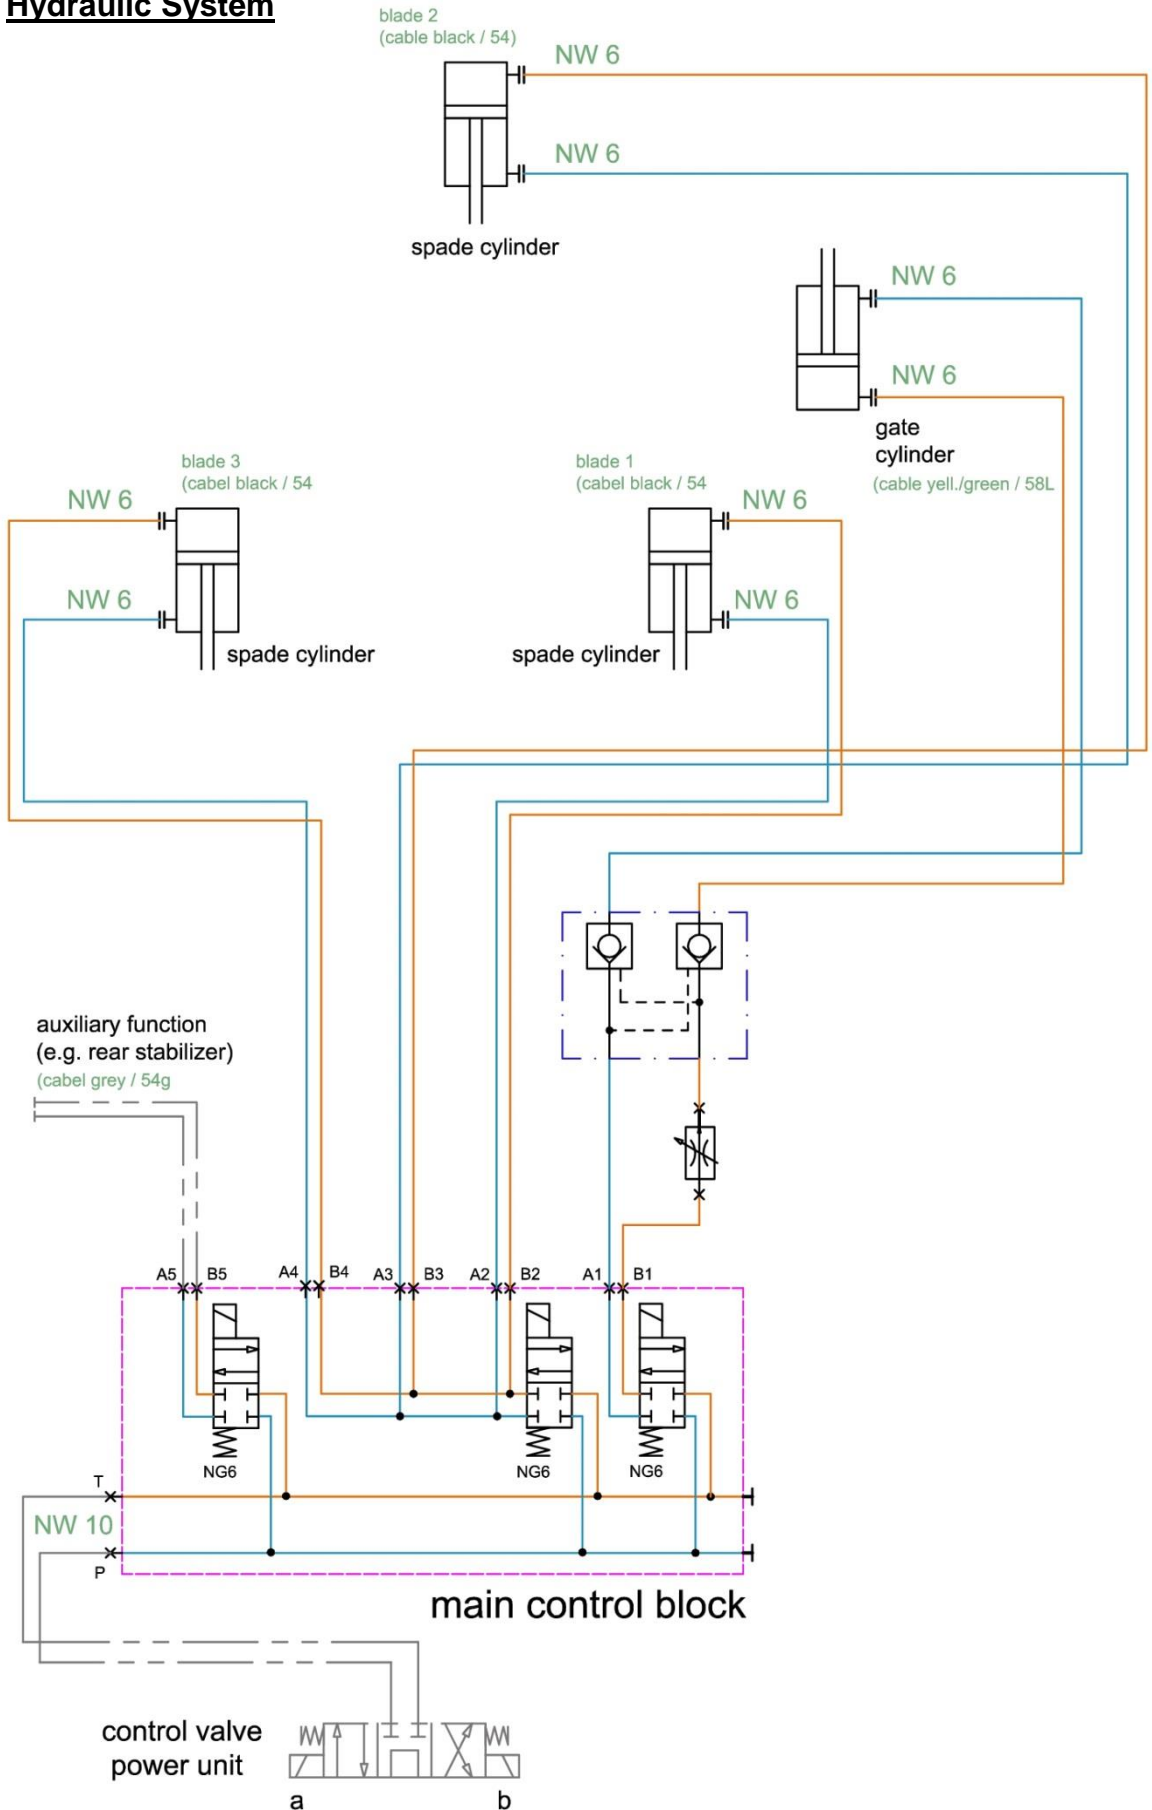 Hydraulic System
blade 2
(cable black / 54)
NW 6
NW 6
spade cylinder
NW 6
NW 6
gate
cylinder
(cable yell./green / 58L
blade 3
(cabel black / 54
NW 6
NW 6
spade cylinder
blade 1
(cabel black / 54
NW 6
NW 6
spade cylinder
auxiliary function
(e.g. rear stabilizer)
(cabel grey / 54g
A5 B5 A4 B4 A3 B3 A2 B2 A1 B1
NG6 NG6 NG6
T
NW 10
P
main control block
control valve
power unit
a b